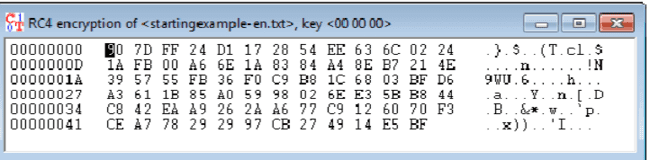 RC4 encryption of <startingexample-en.txt>, key <00 00 00>
00000000 90 7D FF 24 D1 17 28 54 EE 63 6C 02 24 .}.$..(T.cl.$
0000000D 1A FB 00 A6 6E 1A 83 84 A4 8E B7 21 4E ....n......!N
0000001A 39 57 55 FB 36 F0 C9 B8 1C 68 03 BF D6 9WU.6....h...
00000027 A3 61 1B 85 A0 59 98 02 6E E3 5B B8 44 .a...Y..n.[.D
00000034 C8 42 EA A9 26 2A A6 77 C9 12 60 70 F3 .B..&*.w..`p.
00000041 CE A7 78 29 29 97 CB 27 49 14 E5 BF ..x))..'I...